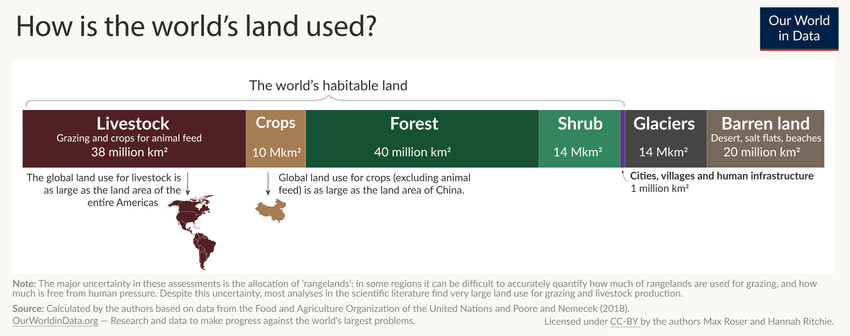 How is the world's land used?
Our World
in Data
The world's habitable land
Livestock
Grazing and crops for animal feed
38 million km²
Crops
10 Mkm²
Forest
40 million km²
Shrub
14 Mkm²
Glaciers
14 Mkm²
Barren land
Desert, salt flats, beaches
20 million km²
The global land use for livestock is
as large as the land area of the
entire Americas
Global land use for crops (excluding animal
feed) is as large as the land area of China.
Cities, villages and human infrastructure
1 million km²
Note: The major uncertainty in these assessments is the allocation of 'rangelands': in some regions it can be difficult to accurately quantify how much of rangelands are used for grazing, and how
much is free from human pressure. Despite this uncertainty, most analyses in the scientific literature find very large land use for grazing and livestock production.
Source: Calculated by the authors based on data from the Food and Agriculture Organization of the United Nations and Poore and Nemecek (2018).
OurWorldinData.org — Research and data to make progress against the world's largest problems.
Licensed under CC-BY by the authors Max Roser and Hannah Ritchie.